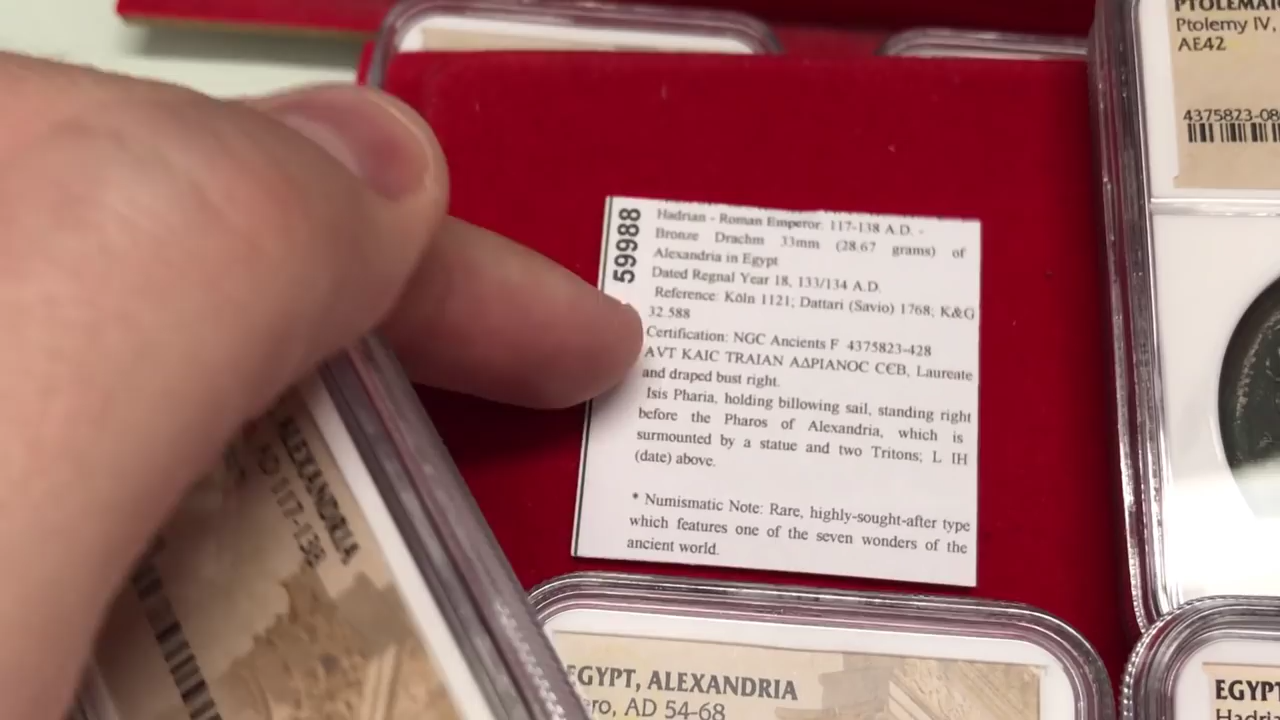 PTOLEMAI
Ptolemy IV,
AE42
4375823-08
59988
Hadrian - Roman Emperor: 117-138 A.D. -
Bronze Drachm 33mm (28.67 grams) of
Alexandria in Egypt
Dated Regnal Year 18, 133/134 A.D.
Reference: Köln 1121; Dattari (Savio) 1768; K&G
32.588
Certification: NGC Ancients F 4375823-428
AVT KAIC TRAIAN AΔPIANOC CЄB, Laureate
and draped bust right.
Isis Pharia, holding billowing sail, standing right
before the Pharos of Alexandria, which is
surmounted by a statue and two Tritons; L IH
(date) above.
* Numismatic Note: Rare, highly-sought-after type
which features one of the seven wonders of the
ancient world.
ALEXANDRIA
AD 117-138
EGYPT, ALEXANDRIA
ro, AD 54-68
EGYPT
Hadri